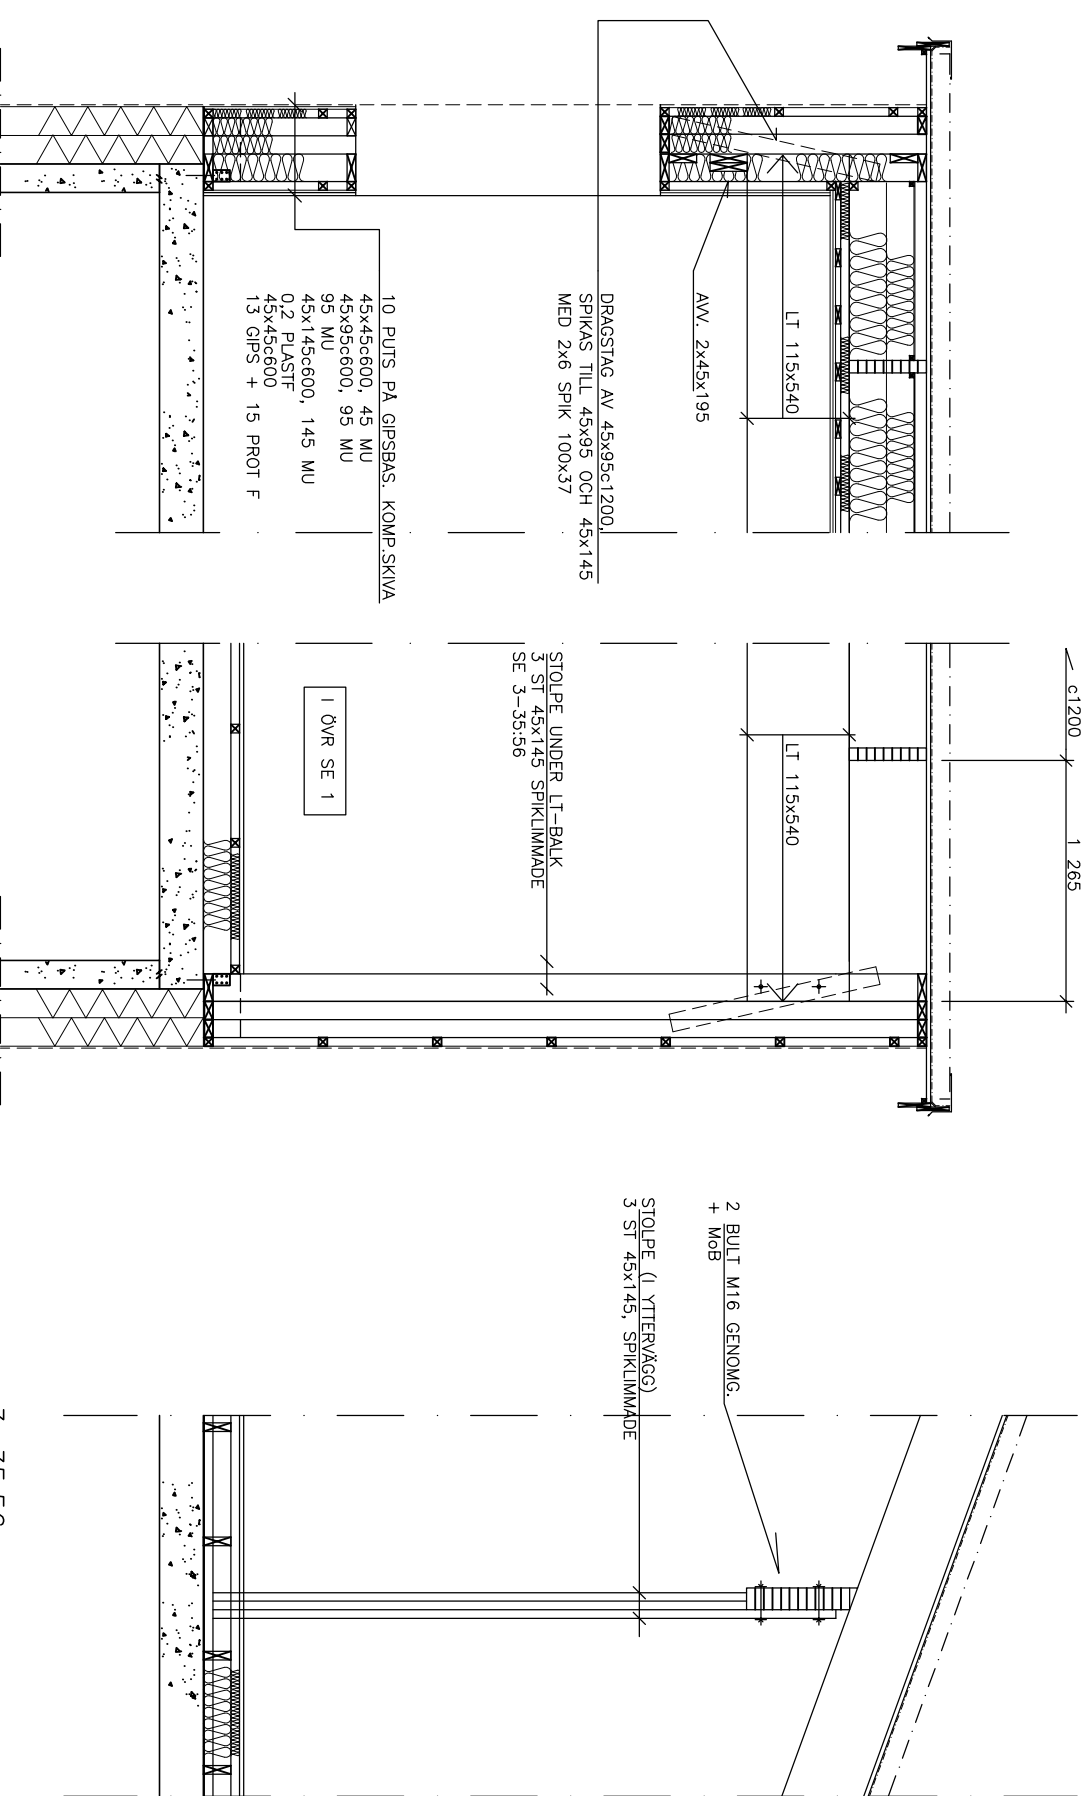 c1200
1 265
LT 115x540
LT 115x540
AVV. 2x45x195
DRAGSTAG AV 45x95c1200,
SPIKAS TILL 45x95 OCH 45x145
MED 2x6 SPIK 100x37
10 PUTS PÅ GIPSBAS. KOMP.SKIVA
45x45c600, 45 MU
45x95c600, 95 MU
95 MU
45x145c600, 145 MU
0,2 PLASTF
45x45c600
13 GIPS + 15 PROT F
STOLPE UNDER LT-BALK
3 ST 45x145 SPIKLIMMADE
SE 3-35:56
I ÖVR SE 1
2 BULT M16 GENOMG.
+ MoB
STOLPE (I YTTERVÄGG)
3 ST 45x145, SPIKLIMMADE